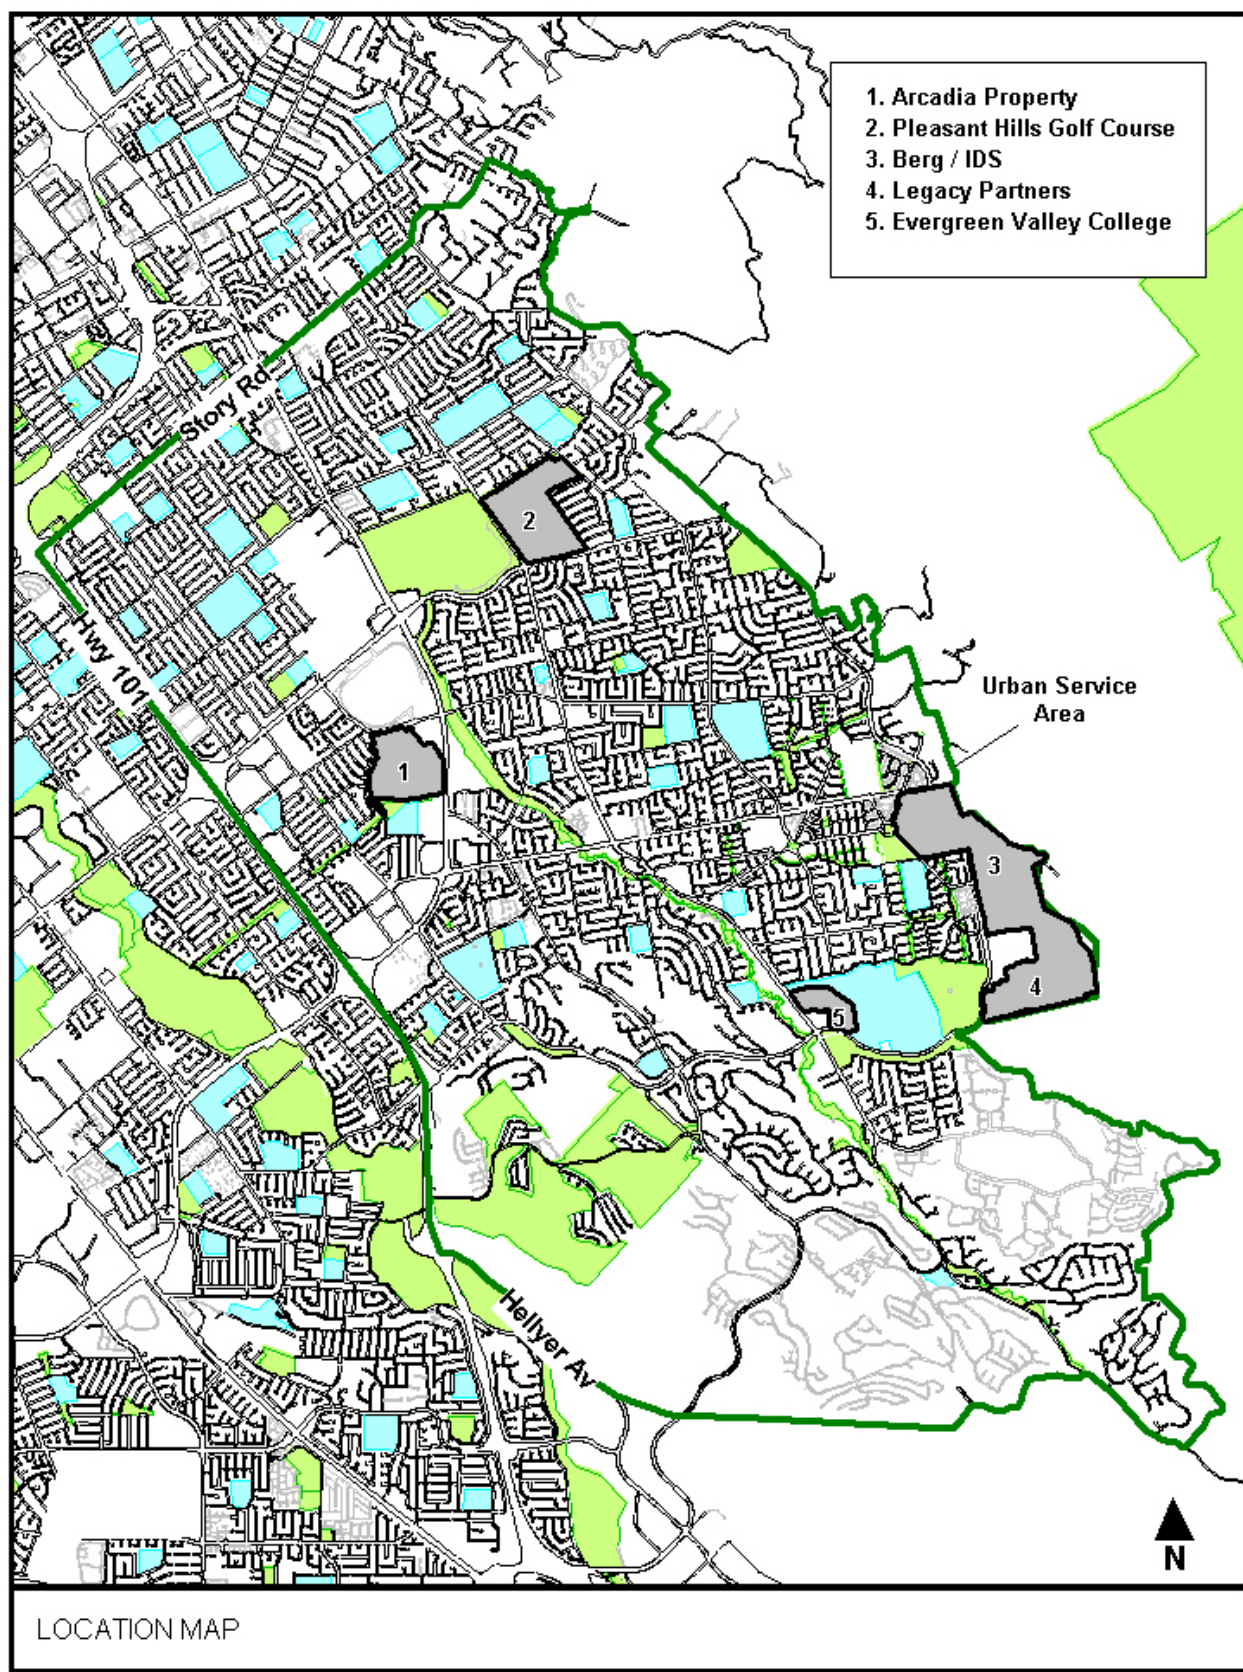 1. Arcadia Property
2. Pleasant Hills Golf Course
3. Berg / IDS
4. Legacy Partners
5. Evergreen Valley College
Story Rd
2
Hwy 101
Urban Service
Area
1
3
4
5
Hellyer Av
N
LOCATION MAP